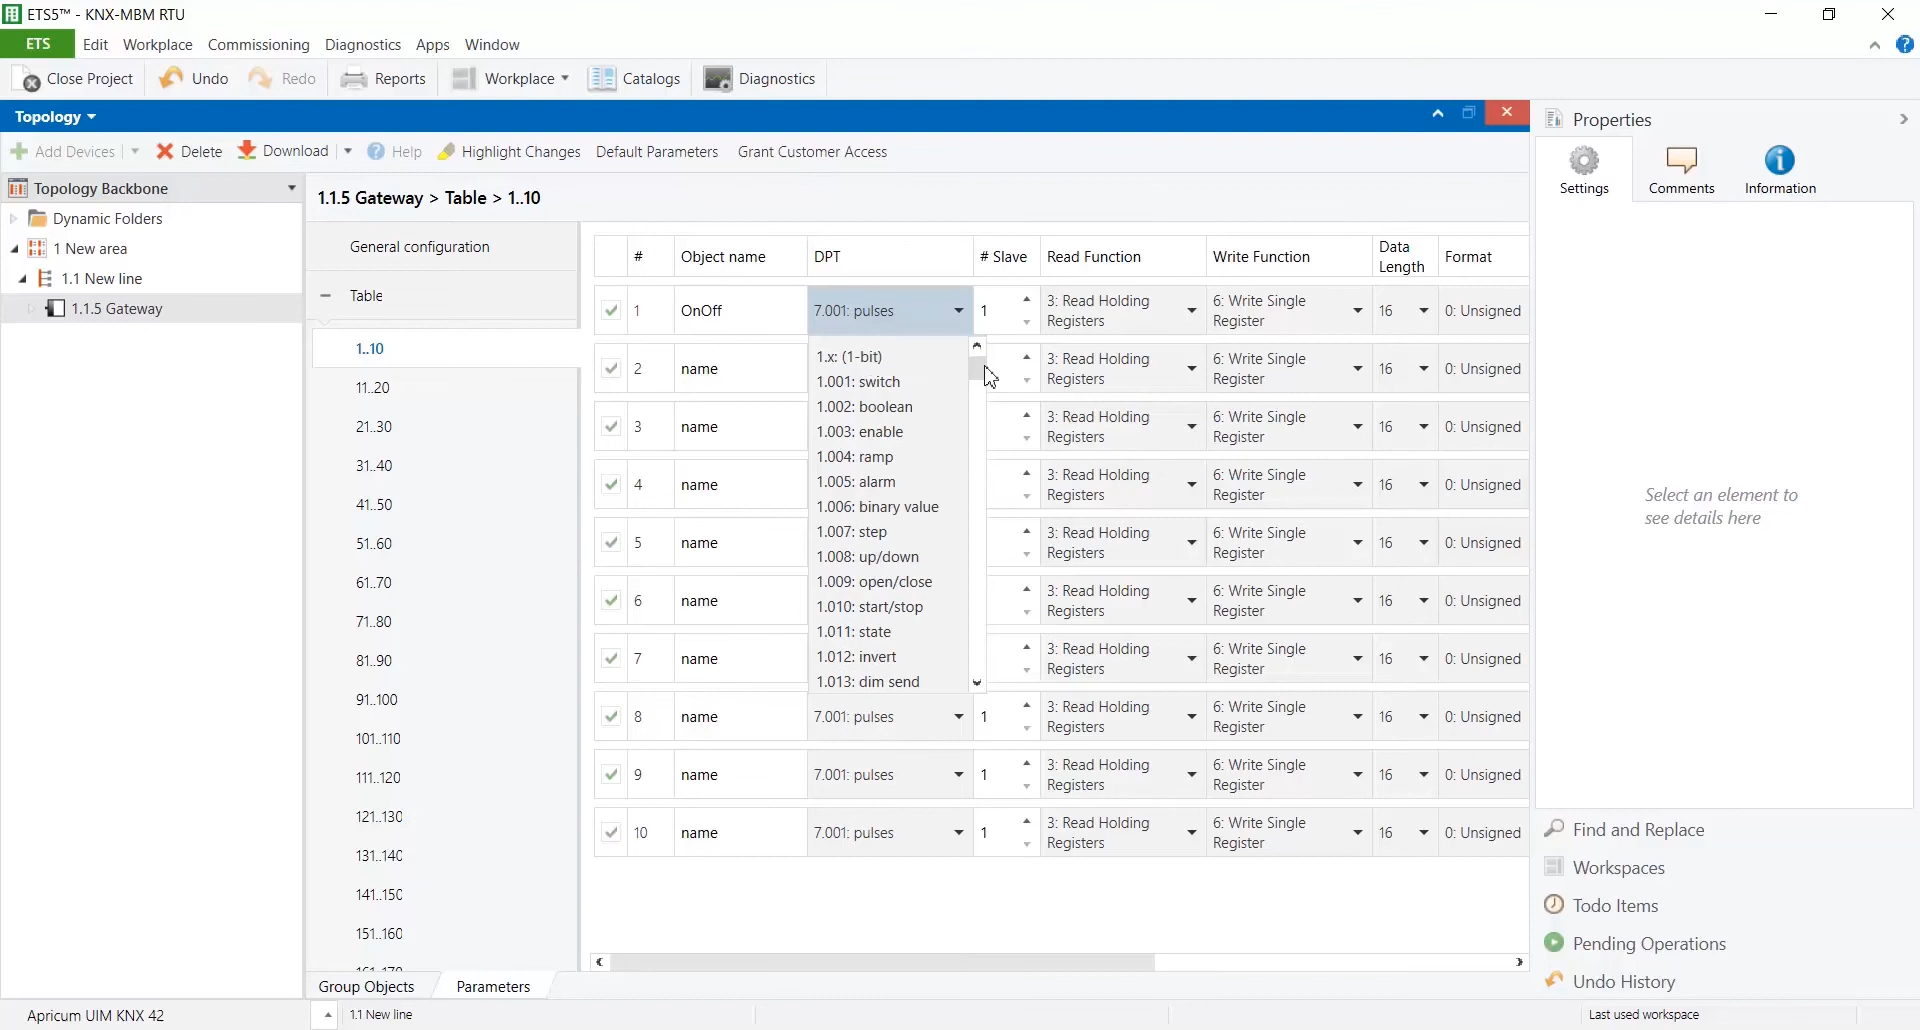 ETS5™ - KNX-MBM RTU
ETS Edit Workplace Commissioning Diagnostics Apps Window
Close Project Undo Redo Reports Workplace Catalogs Diagnostics
Topology
Add Devices Delete Download Help Highlight Changes Default Parameters Grant Customer Access
Topology Backbone
Dynamic Folders
1 New area
1.1 New line
1.1.5 Gateway
1.1.5 Gateway > Table > 1..10
General configuration
Table
1..10
11..20
21..30
31..40
41..50
51..60
61..70
71..80
81..90
91..100
101..110
111..120
121..130
131..140
141..150
151..160
# Object name DPT # Slave Read Function Write Function Data Length Format
1 OnOff 7.001: pulses 1 3: Read Holding Registers 6: Write Single Register 16 0: Unsigned
2 name 3: Read Holding Registers 6: Write Single Register 16 0: Unsigned
3 name 3: Read Holding Registers 6: Write Single Register 16 0: Unsigned
4 name 3: Read Holding Registers 6: Write Single Register 16 0: Unsigned
5 name 3: Read Holding Registers 6: Write Single Register 16 0: Unsigned
6 name 3: Read Holding Registers 6: Write Single Register 16 0: Unsigned
7 name 3: Read Holding Registers 6: Write Single Register 16 0: Unsigned
8 name 7.001: pulses 1 3: Read Holding Registers 6: Write Single Register 16 0: Unsigned
9 name 7.001: pulses 1 3: Read Holding Registers 6: Write Single Register 16 0: Unsigned
10 name 7.001: pulses 1 3: Read Holding Registers 6: Write Single Register 16 0: Unsigned
1.x: (1-bit)
1.001: switch
1.002: boolean
1.003: enable
1.004: ramp
1.005: alarm
1.006: binary value
1.007: step
1.008: up/down
1.009: open/close
1.010: start/stop
1.011: state
1.012: invert
1.013: dim send
Group Objects Parameters
Properties
Settings Comments Information
Select an element to
see details here
Find and Replace
Workspaces
Todo Items
Pending Operations
Undo History
Apricum UIM KNX 42 1.1 New line Last used workspace